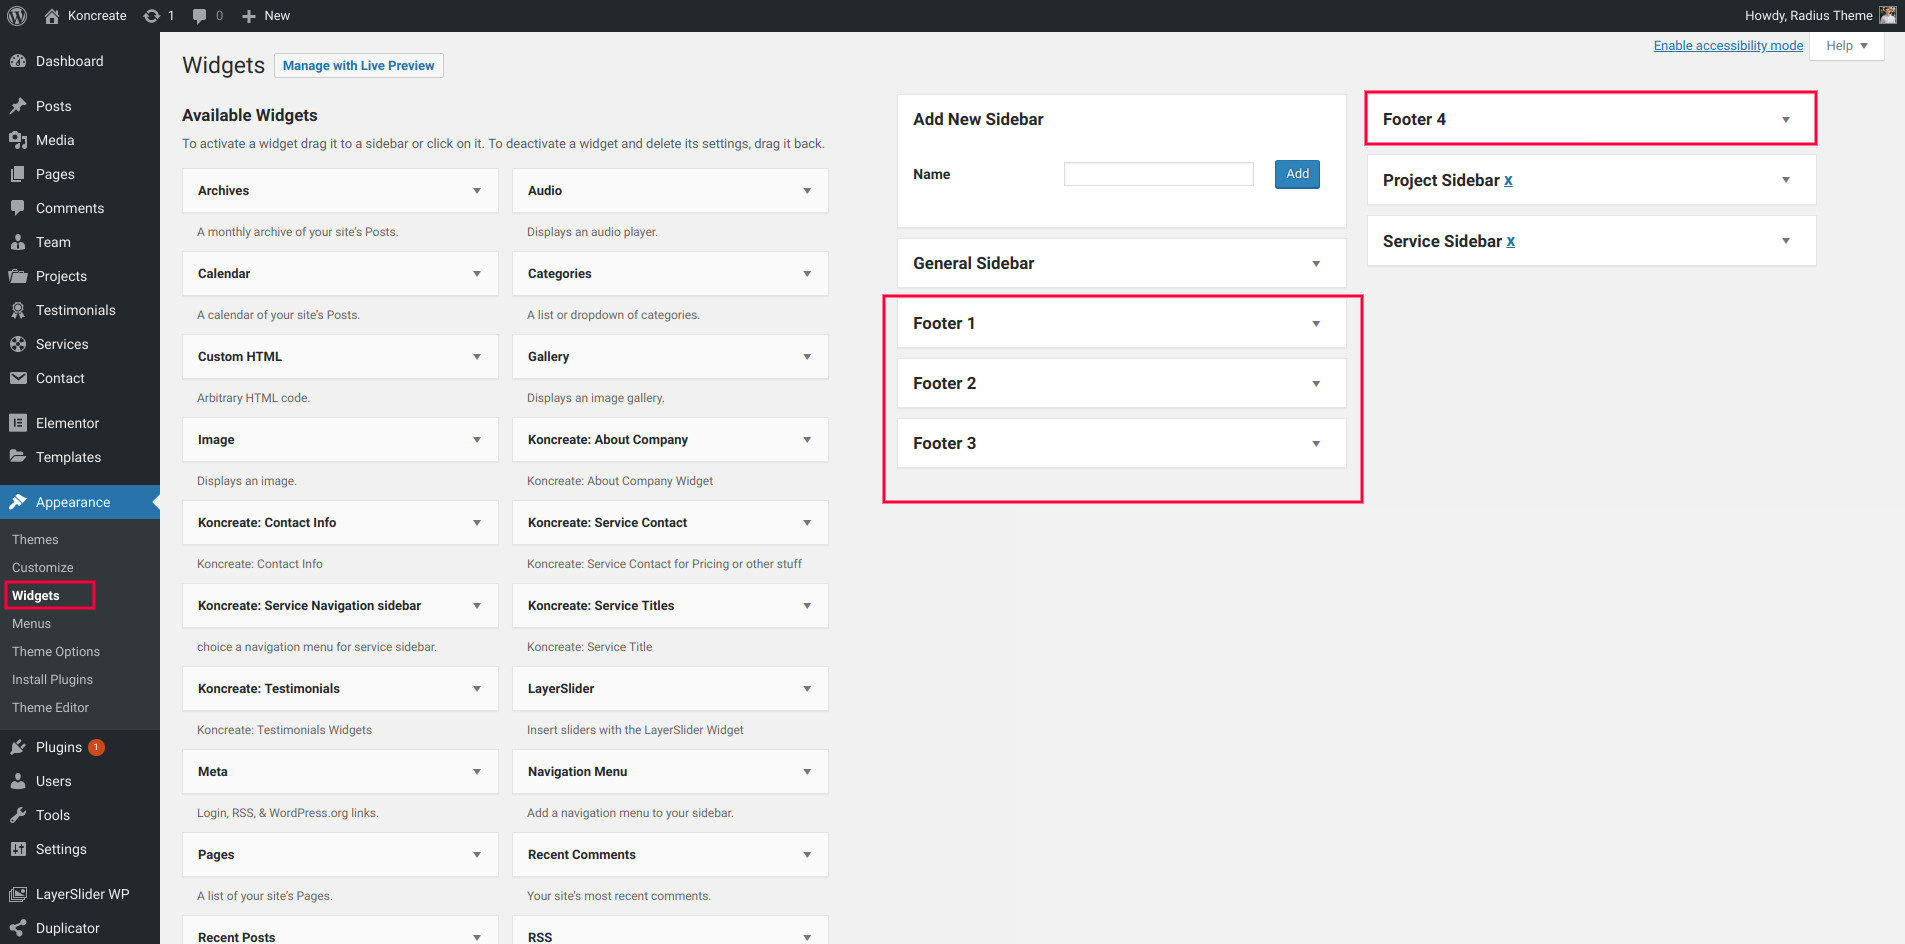 Koncreate
1
0
New
Howdy, Radius Theme
Dashboard
Posts
Media
Pages
Comments
Team
Projects
Testimonials
Services
Contact
Elementor
Templates
Appearance
Themes
Customize
Widgets
Menus
Theme Options
Install Plugins
Theme Editor
Plugins 1
Users
Tools
Settings
LayerSlider WP
Duplicator
Enable accessibility mode
Help
Widgets
Manage with Live Preview
Available Widgets
To activate a widget drag it to a sidebar or click on it. To deactivate a widget and delete its settings, drag it back.
Archives
Audio
A monthly archive of your site’s Posts.
Displays an audio player.
Calendar
Categories
A calendar of your site’s Posts.
A list or dropdown of categories.
Custom HTML
Gallery
Arbitrary HTML code.
Displays an image gallery.
Image
Koncreate: About Company
Displays an image.
Koncreate: About Company Widget
Koncreate: Contact Info
Koncreate: Service Contact
Koncreate: Contact Info
Koncreate: Service Contact for Pricing or other stuff
Koncreate: Service Navigation sidebar
Koncreate: Service Titles
choice a navigation menu for service sidebar.
Koncreate: Service Title
Koncreate: Testimonials
LayerSlider
Koncreate: Testimonials Widgets
Insert sliders with the LayerSlider Widget
Meta
Navigation Menu
Login, RSS, & WordPress.org links.
Add a navigation menu to your sidebar.
Pages
Recent Comments
A list of your site’s Pages.
Your site’s most recent comments.
Recent Posts
RSS
Add New Sidebar
Name
Add
General Sidebar
Footer 1
Footer 2
Footer 3
Footer 4
Project Sidebar x
Service Sidebar x